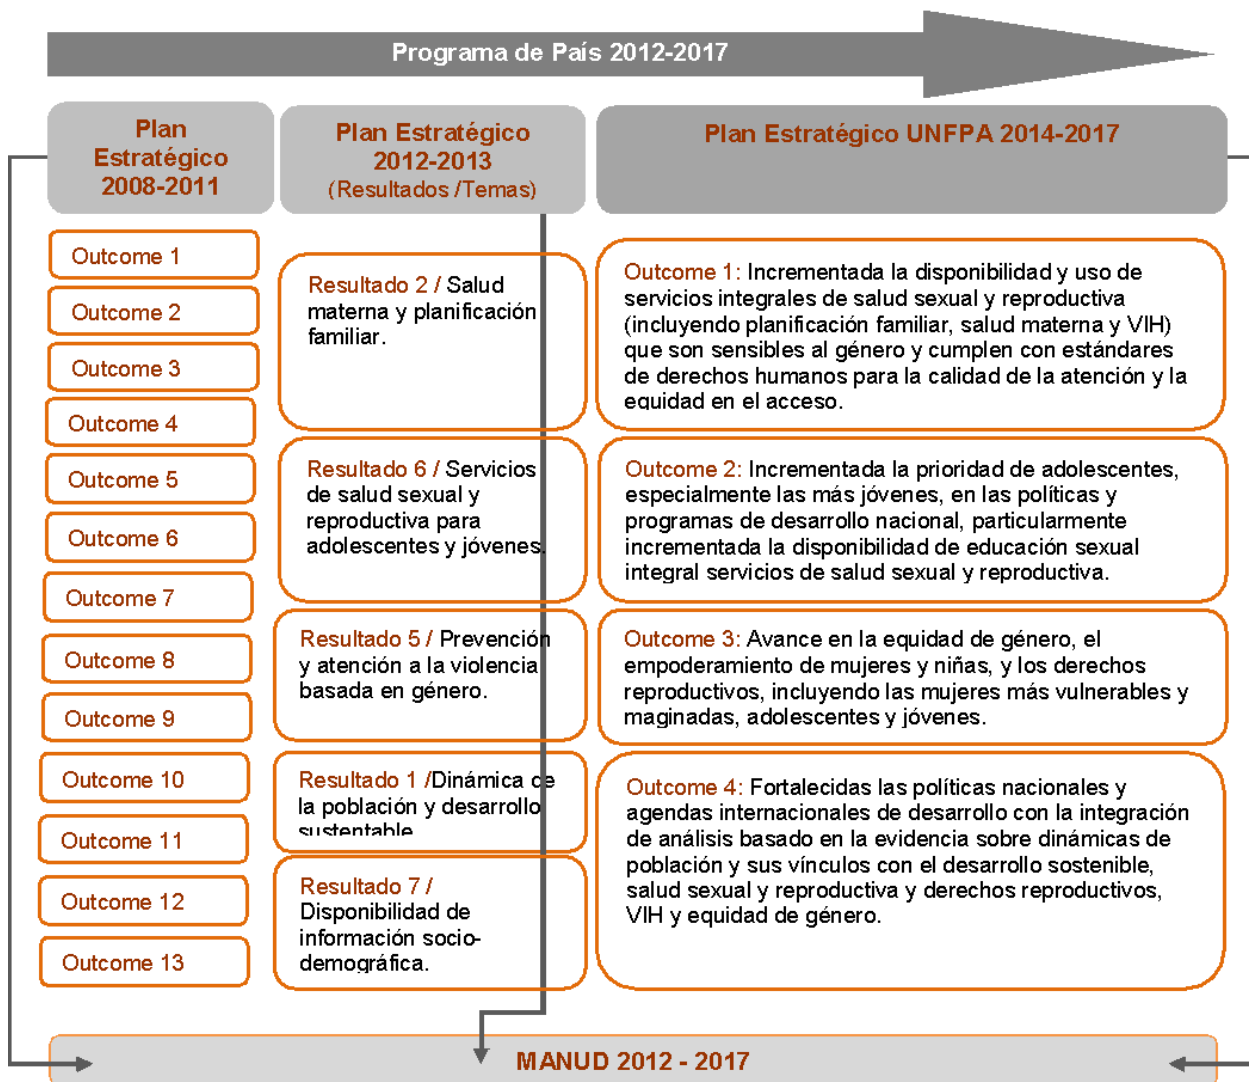 Programa de País 2012-2017
Plan
Estratégico
2008-2011
Plan Estratégico
2012-2013
(Resultados /Temas)
Plan Estratégico UNFPA 2014-2017
Outcome 1
Outcome 2
Outcome 3
Outcome 4
Outcome 5
Outcome 6
Outcome 7
Outcome 8
Outcome 9
Outcome 10
Outcome 11
Outcome 12
Outcome 13
Resultado 2 / Salud
materna y planificación
familiar.
Resultado 6 / Servicios
de salud sexual y
reproductiva para
adolescentes y jóvenes.
Resultado 5 / Prevención
y atención a la violencia
basada en género.
Resultado 1 /Dinámica de
la población y desarrollo
sustentable
Resultado 7 /
Disponibilidad de
información socio-
demográfica.
Outcome 1: Incrementada la disponibilidad y uso de
servicios integrales de salud sexual y reproductiva
(incluyendo planificación familiar, salud materna y VIH)
que son sensibles al género y cumplen con estándares
de derechos humanos para la calidad de la atención y la
equidad en el acceso.
Outcome 2: Incrementada la prioridad de adolescentes,
especialmente las más jóvenes, en las políticas y
programas de desarrollo nacional, particularmente
incrementada la disponibilidad de educación sexual
integral servicios de salud sexual y reproductiva.
Outcome 3: Avance en la equidad de género, el
empoderamiento de mujeres y niñas, y los derechos
reproductivos, incluyendo las mujeres más vulnerables y
maginadas, adolescentes y jóvenes.
Outcome 4: Fortalecidas las políticas nacionales y
agendas internacionales de desarrollo con la integración
de análisis basado en la evidencia sobre dinámicas de
población y sus vínculos con el desarrollo sostenible,
salud sexual y reproductiva y derechos reproductivos,
VIH y equidad de género.
MANUD 2012 - 2017